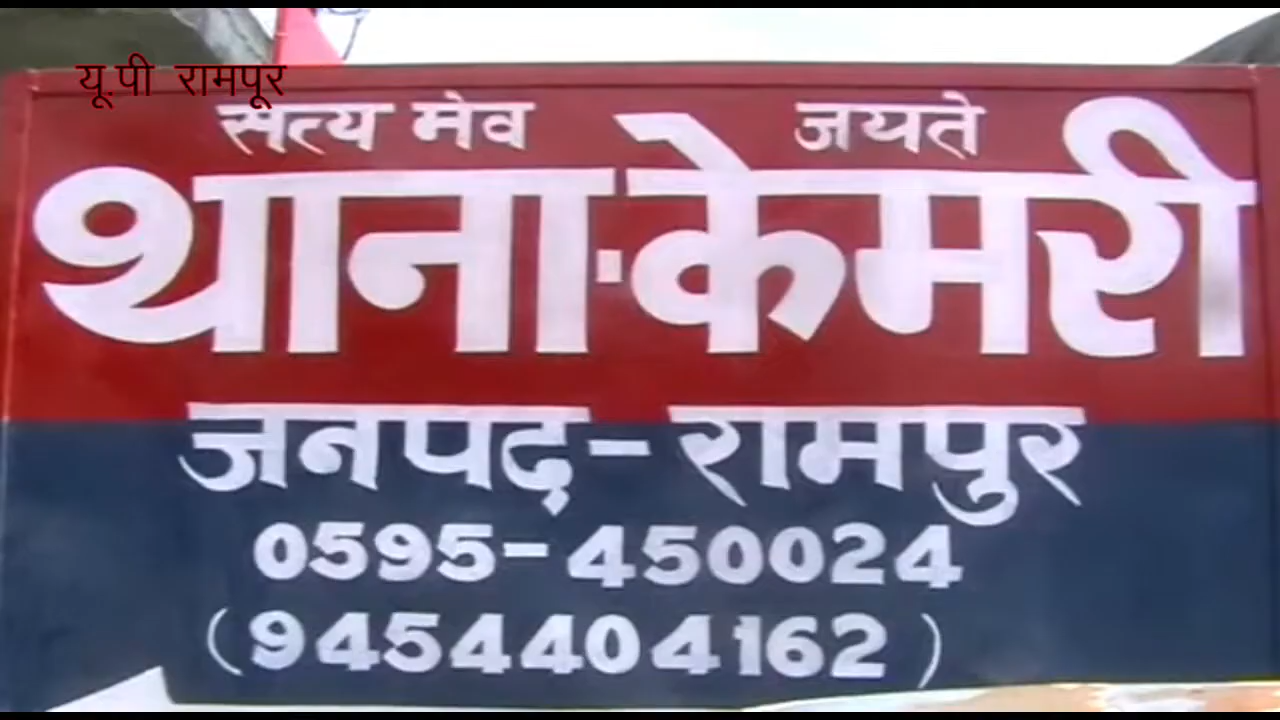 यू.पी रामपूर
सत्य मेव जयते
थाना-केमरी
जनपद-रामपुर
0595-450024
(9454404162)